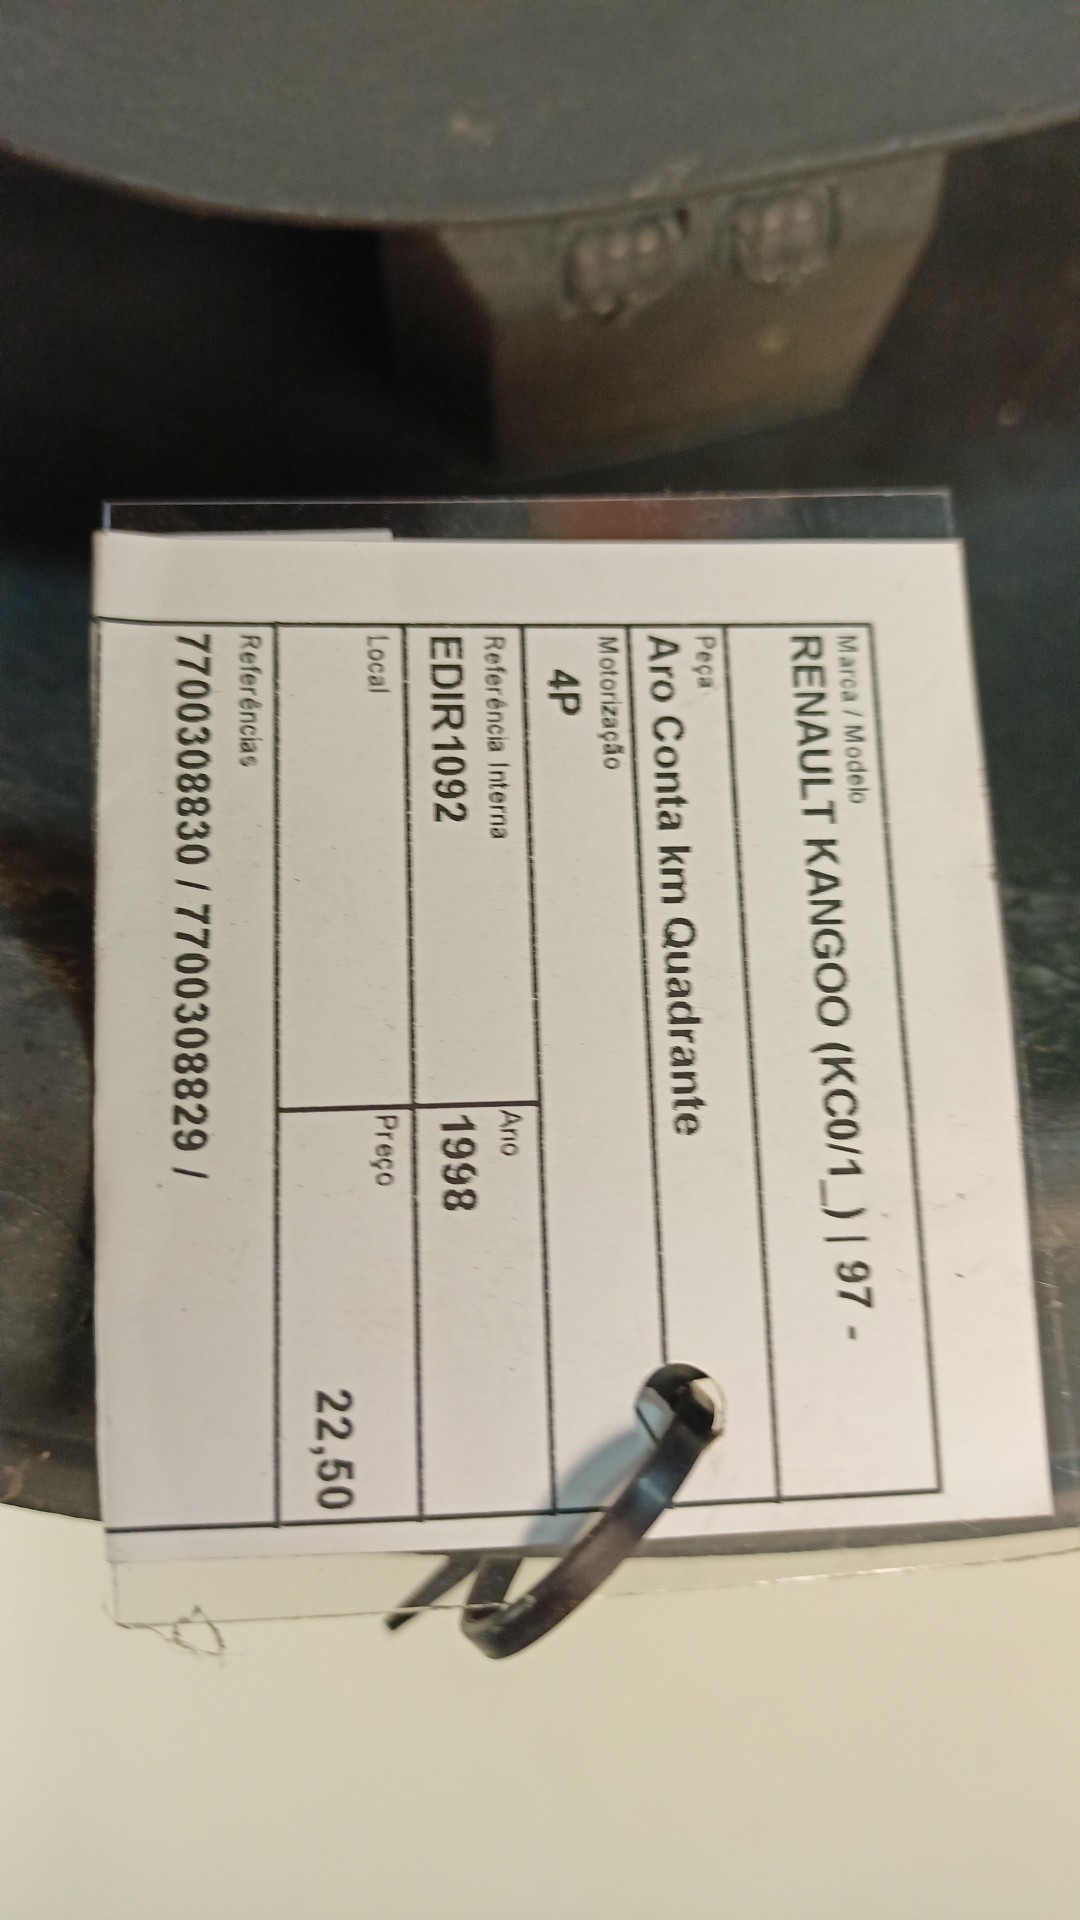 Marca / Modelo
RENAULT KANGOO (KC0/1_) | 97 -
Peça
Aro Conta km Quadrante
Motorização
4P
Referência Interna
EDIR1092
Ano
1998
Local
Preço
22,50
Referências
7700308830 / 7700308829 /